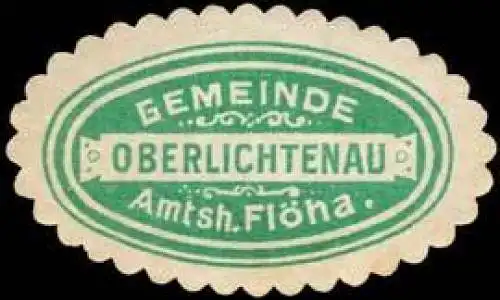 GEMEINDE
OBERLICHTENAU
Amtsh. Flöha.